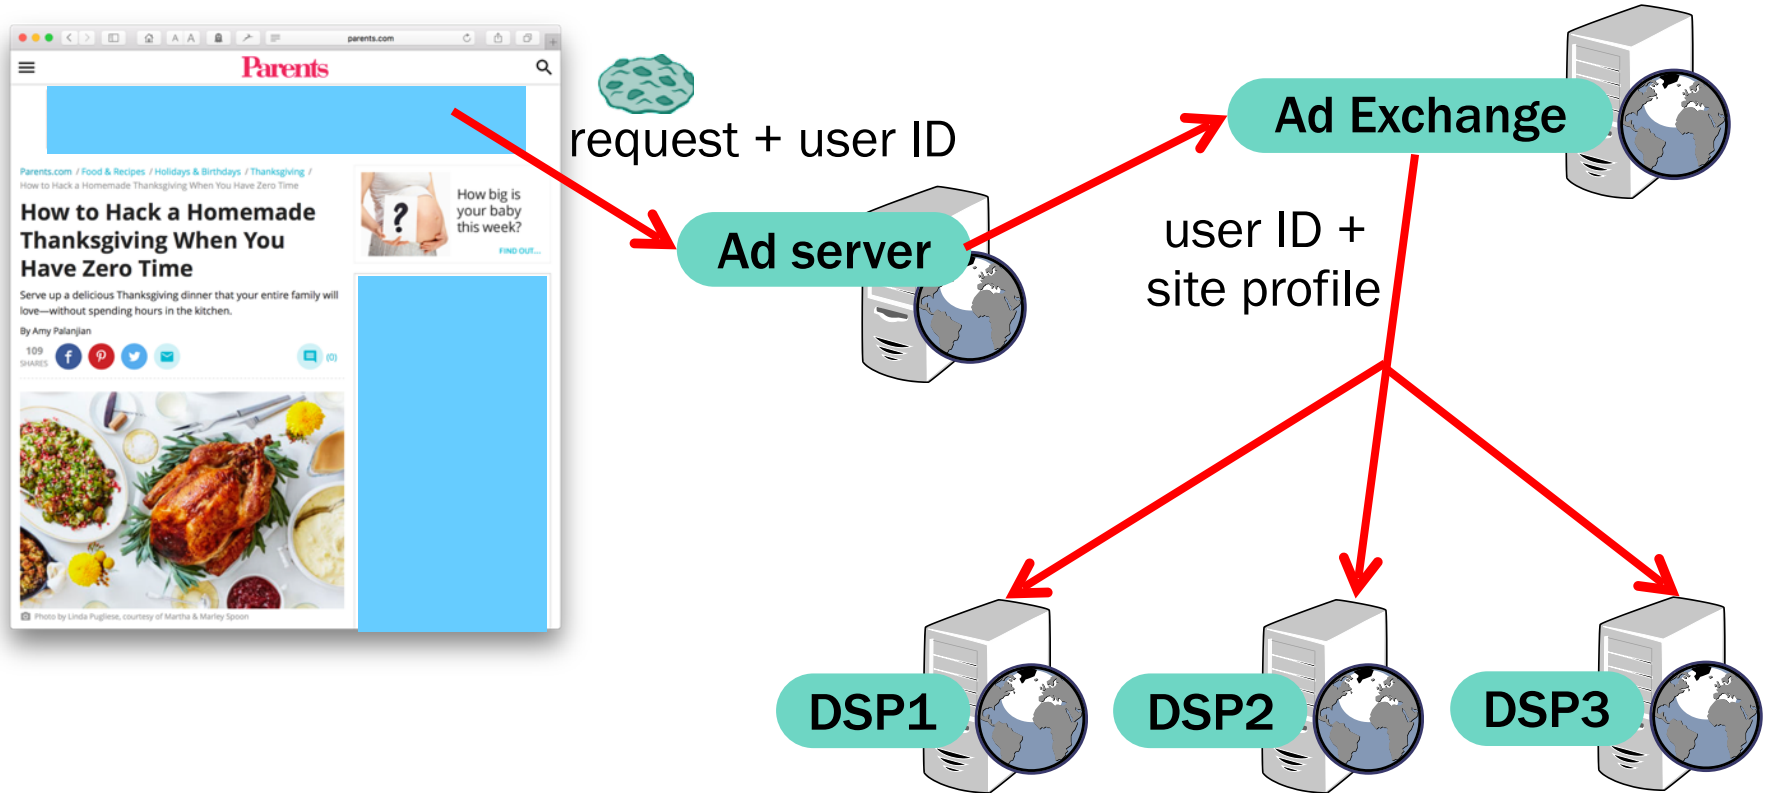 parents.com
A A
Parents
Parents.com / Food & Recipes / Holidays & Birthdays / Thanksgiving /
How to Hack a Homemade Thanksgiving When You Have Zero Time
How to Hack a Homemade
Thanksgiving When You
Have Zero Time
Serve up a delicious Thanksgiving dinner that your entire family will
love—without spending hours in the kitchen.
By Amy Palanjian
109
SHARES
(0)
Photo by Linda Pugliese, courtesy of Martha & Marley Spoon
?
How big is
your baby
this week?
FIND OUT...
request + user ID
Ad server
Ad Exchange
user ID +
site profile
DSP1
DSP2
DSP3